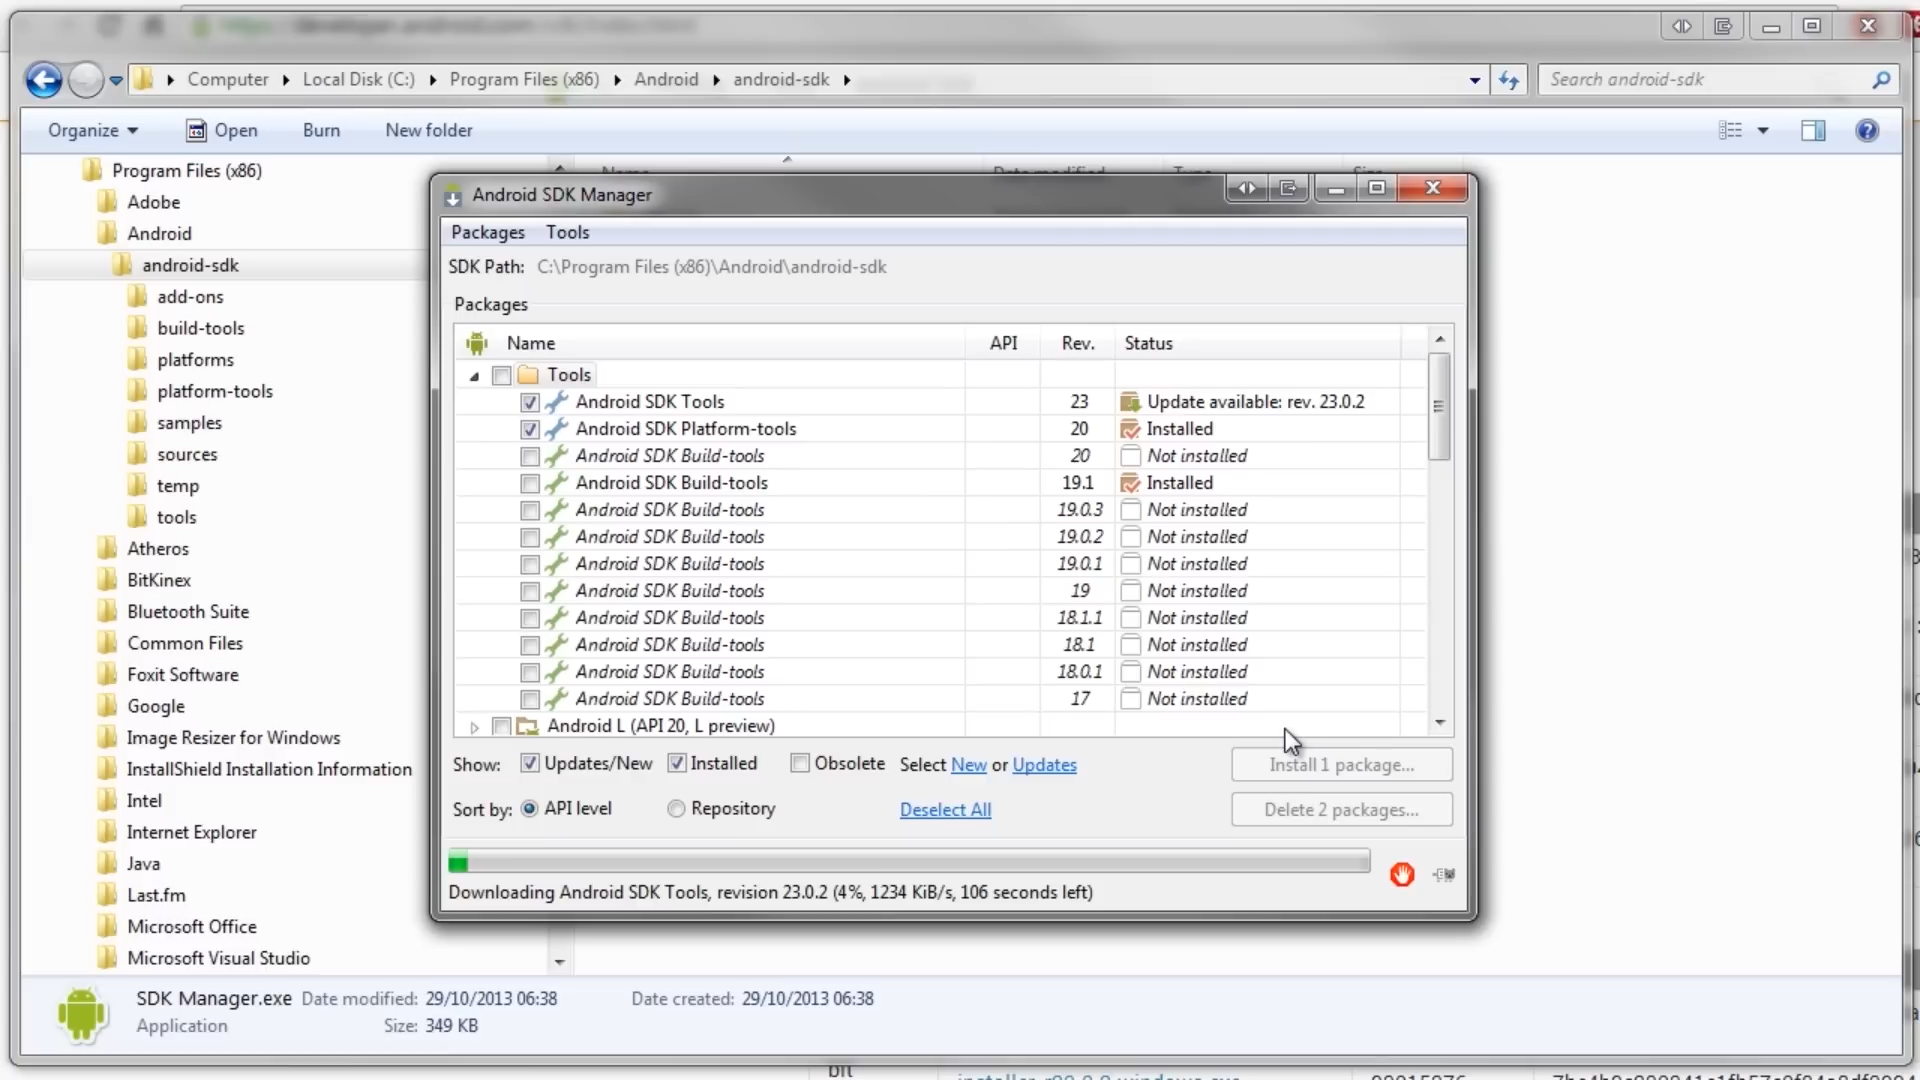 Computer Local Disk (C:) Program Files (x86) Android android-sdk
Search android-sdk
Organize Open Burn New folder
Name Date modified Type Size
Program Files (x86)
Adobe
Android
android-sdk
add-ons
build-tools
platforms
platform-tools
samples
sources
temp
tools
Atheros
BitKinex
Bluetooth Suite
Common Files
Foxit Software
Google
Image Resizer for Windows
InstallShield Installation Information
Intel
Internet Explorer
Java
Last.fm
Microsoft Office
Microsoft Visual Studio
Android SDK Manager
Packages Tools
SDK Path: C:\Program Files (x86)\Android\android-sdk
Packages
Name API Rev. Status
Tools
Android SDK Tools 23 Update available: rev. 23.0.2
Android SDK Platform-tools 20 Installed
Android SDK Build-tools 20 Not installed
Android SDK Build-tools 19.1 Installed
Android SDK Build-tools 19.0.3 Not installed
Android SDK Build-tools 19.0.2 Not installed
Android SDK Build-tools 19.0.1 Not installed
Android SDK Build-tools 19 Not installed
Android SDK Build-tools 18.1.1 Not installed
Android SDK Build-tools 18.1 Not installed
Android SDK Build-tools 18.0.1 Not installed
Android SDK Build-tools 17 Not installed
Android L (API 20, L preview)
Show: Updates/New Installed Obsolete Select New or Updates
Install 1 package...
Sort by: API level Repository Deselect All
Delete 2 packages...
Downloading Android SDK Tools, revision 23.0.2 (4%, 1234 KiB/s, 106 seconds left)
SDK Manager.exe Date modified: 29/10/2013 06:38 Date created: 29/10/2013 06:38
Application Size: 349 KB
bit